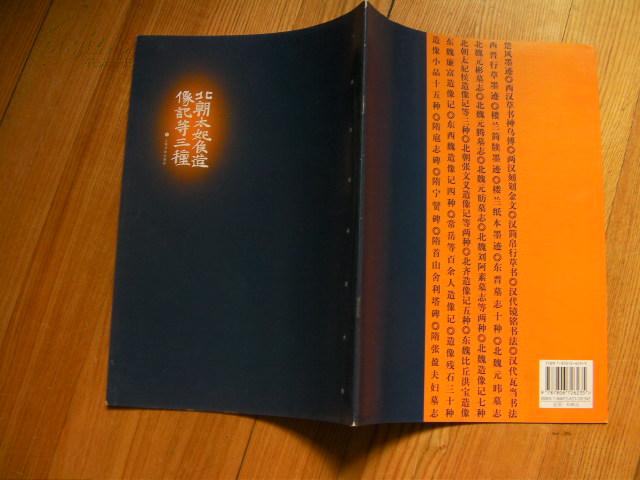 北朝太妃侯造
像記等三種
楚风墨迹◎西汉草书神乌傅◎两汉刻划金文◎汉简帛行草书◎汉代镜铭书法◎汉代瓦当书法
西晋行草墨迹◎楼兰简牍墨迹◎楼兰纸本墨迹◎东晋墓志十种◎北魏元晖墓志
北魏元彬墓志◎北魏元腾墓志◎北魏元昉墓志◎北魏刘阿素墓志等两种◎北魏造像记七种
北朝太妃侯造像记等三种◎北朝张文义造像记等两种◎北齐造像记五种◎东魏比丘洪宝造像
东魏廉富造像记◎东西魏造像记四种◎常岳等百余人造像记◎造像残石三十种
造像小品十五种◎隋庭志碑◎隋宁贤碑◎隋首山舍利塔碑◎隋张盈夫妇墓志